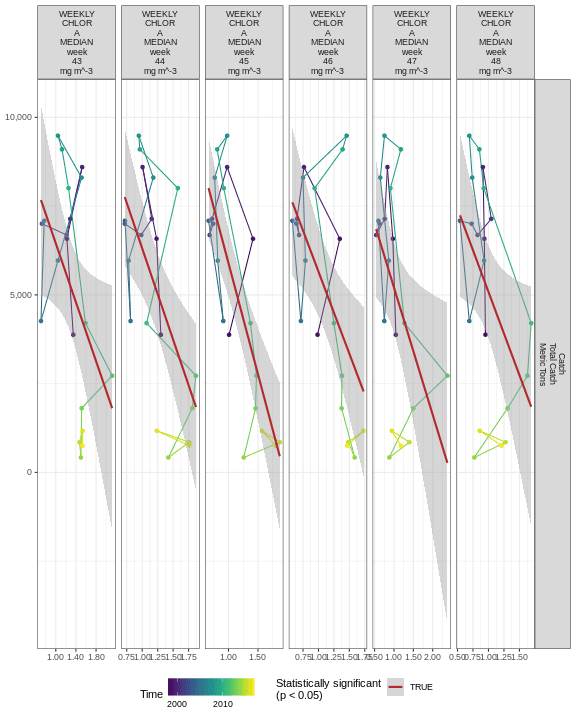 WEEKLY
CHLOR
A
MEDIAN
week
43
mg m^-3
WEEKLY
CHLOR
A
MEDIAN
week
44
mg m^-3
WEEKLY
CHLOR
A
MEDIAN
week
45
mg m^-3
WEEKLY
CHLOR
A
MEDIAN
week
46
mg m^-3
WEEKLY
CHLOR
A
MEDIAN
week
47
mg m^-3
WEEKLY
CHLOR
A
MEDIAN
week
48
mg m^-3
10,000
5,000
0
Catch
Total Catch
Metric Tons
1.00 1.40 1.80
0.75 1.00 1.25 1.50 1.75
1.00 1.50
0.75 1.00 1.25 1.50 1.75
0.50 1.00 1.50 2.00
0.50 0.75 1.00 1.25 1.50
Time
2000 2010
Statistically significant
(p < 0.05)
TRUE